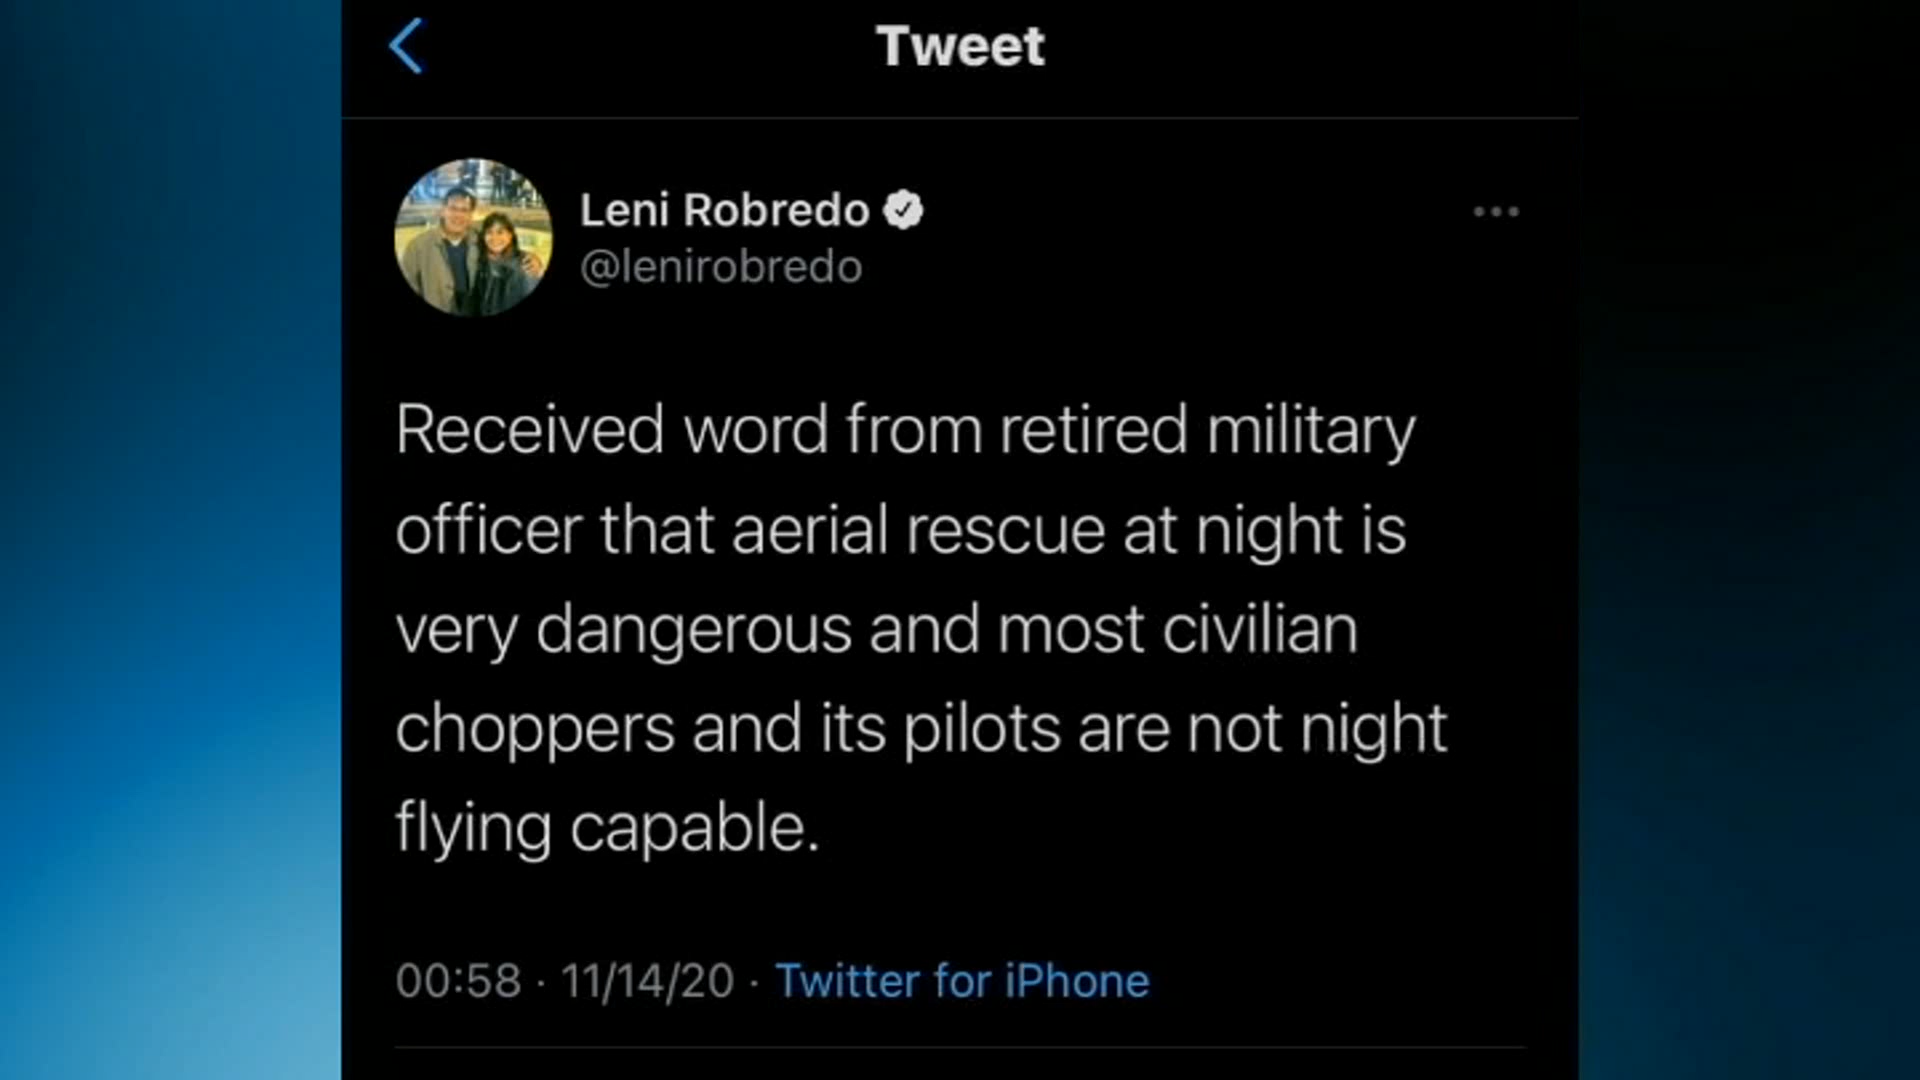 Tweet
Leni Robredo
@lenirobredo
Received word from retired military
officer that aerial rescue at night is
very dangerous and most civilian
choppers and its pilots are not night
flying capable.
00:58 · 11/14/20 · Twitter for iPhone